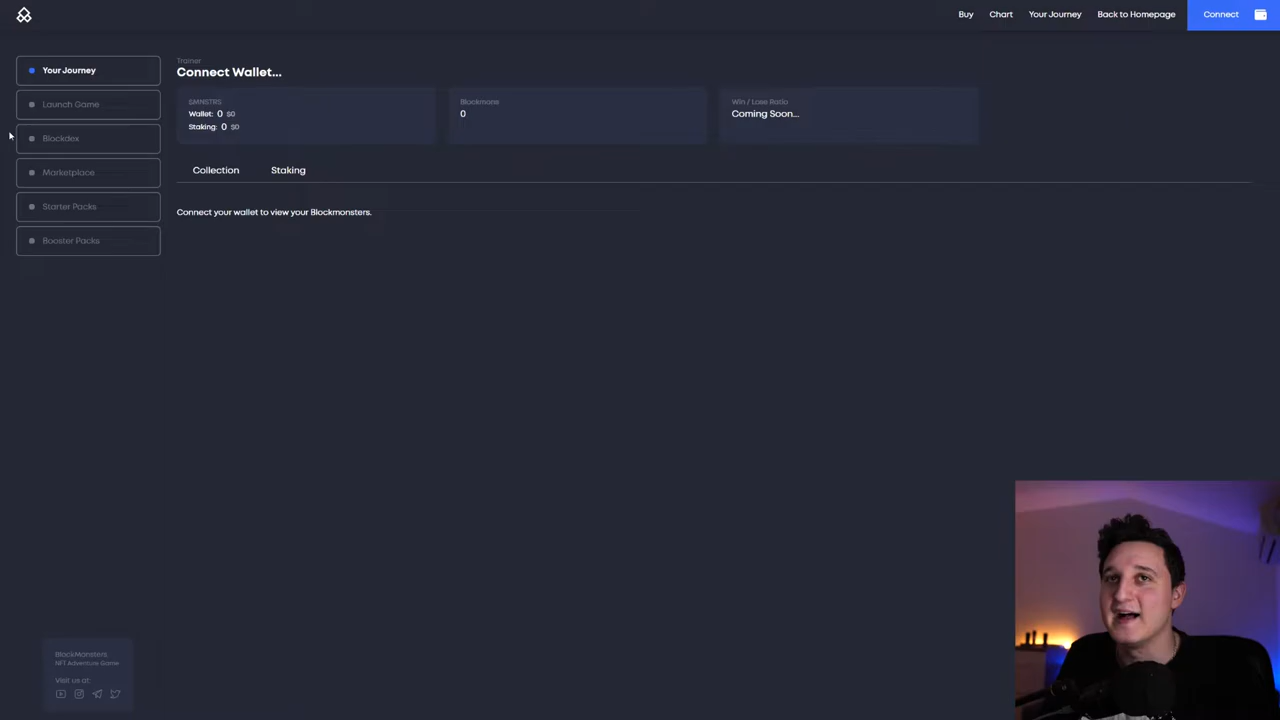 Buy
Chart
Your Journey
Back to Homepage
Connect
Your Journey
Launch Game
Blockdex
Marketplace
Starter Packs
Booster Packs
Trainer
Connect Wallet...
$MNSTRS
Wallet: 0 $0
Staking: 0 $0
Blockmons
0
Win / Lose Ratio
Coming Soon...
Collection
Staking
Connect your wallet to view your Blockmonsters.
BlockMonsters
NFT Adventure Game
Visit us at: